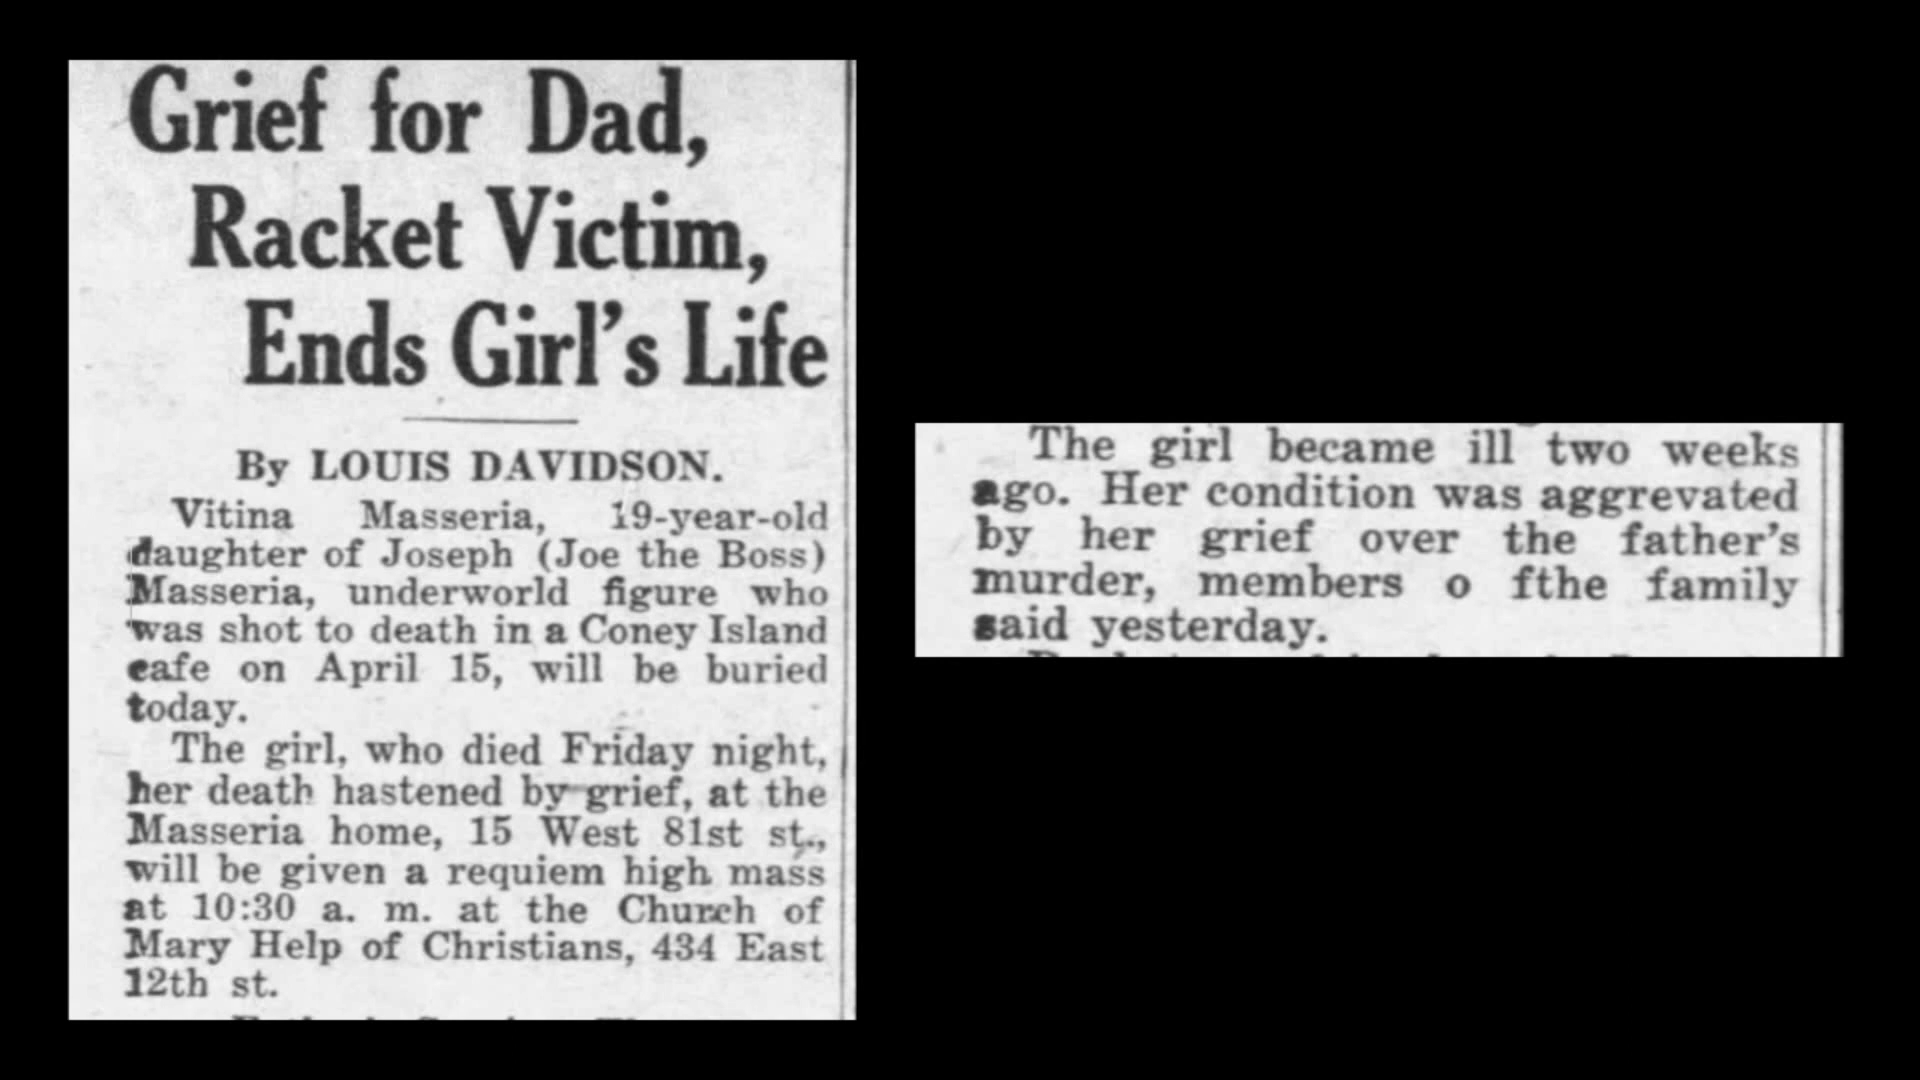 Grief for Dad,
Racket Victim,
Ends Girl's Life
By LOUIS DAVIDSON.
Vitina Masseria, 19-year-old
daughter of Joseph (Joe the Boss)
Masseria, underworld figure who
was shot to death in a Coney Island
cafe on April 15, will be buried
today.
The girl, who died Friday night,
her death hastened by grief, at the
Masseria home, 15 West 81st st.,
will be given a requiem high mass
at 10:30 a. m. at the Church of
Mary Help of Christians, 434 East
12th st.
The girl became ill two weeks
ago. Her condition was aggrevated
by her grief over the father's
murder, members o fthe family
said yesterday.